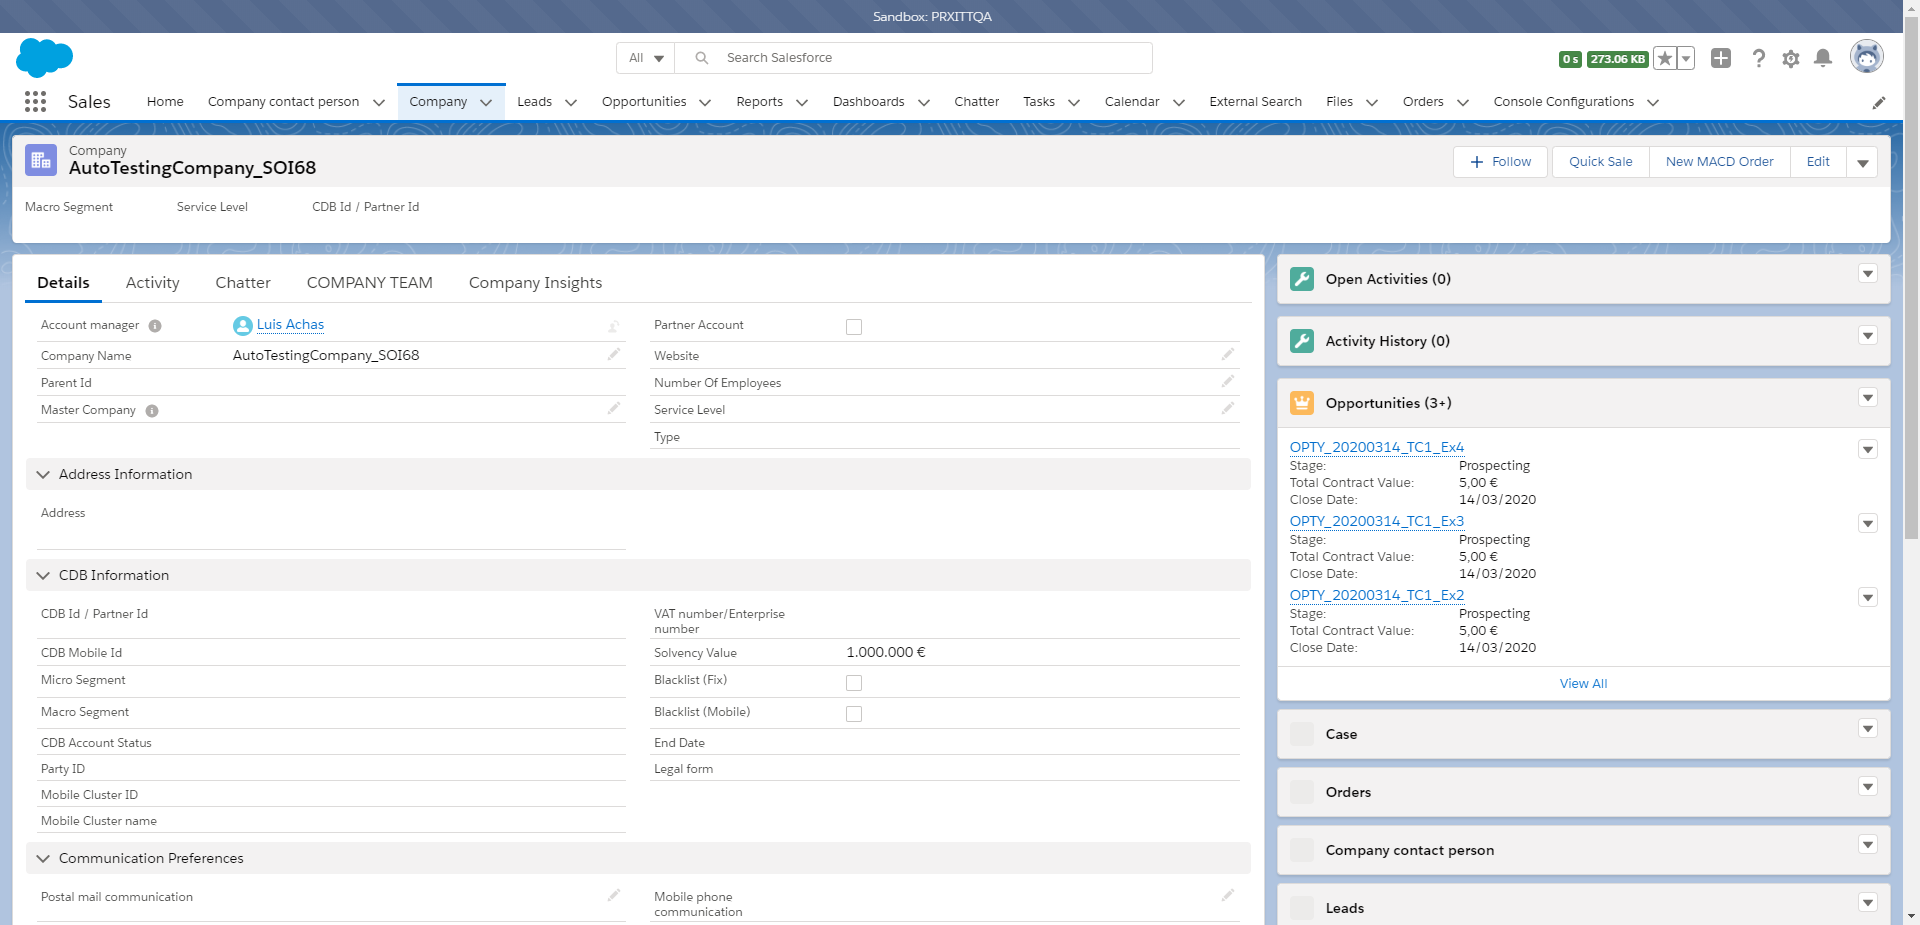 Sandbox: PRXITTQA
All
Search Salesforce
0 s 273.06 KB
Sales Home Company contact person Company Leads Opportunities Reports Dashboards Chatter Tasks Calendar External Search Files Orders Console Configurations
Company
AutoTestingCompany_SOI68
+ Follow Quick Sale New MACD Order Edit
Macro Segment Service Level CDB Id / Partner Id
Details Activity Chatter COMPANY TEAM Company Insights
Account manager Luis Achas
Company Name AutoTestingCompany_SOI68
Parent Id
Master Company
Partner Account
Website
Number Of Employees
Service Level
Type
Address Information
Address
CDB Information
CDB Id / Partner Id
CDB Mobile Id
Micro Segment
Macro Segment
CDB Account Status
Party ID
Mobile Cluster ID
Mobile Cluster name
VAT number/Enterprise
number
Solvency Value 1.000.000 €
Blacklist (Fix)
Blacklist (Mobile)
End Date
Legal form
Communication Preferences
Postal mail communication
Mobile phone
communication
Open Activities (0)
Activity History (0)
Opportunities (3+)
OPTY_20200314_TC1_Ex4
Stage: Prospecting
Total Contract Value: 5,00 €
Close Date: 14/03/2020
OPTY_20200314_TC1_Ex3
Stage: Prospecting
Total Contract Value: 5,00 €
Close Date: 14/03/2020
OPTY_20200314_TC1_Ex2
Stage: Prospecting
Total Contract Value: 5,00 €
Close Date: 14/03/2020
View All
Case
Orders
Company contact person
Leads